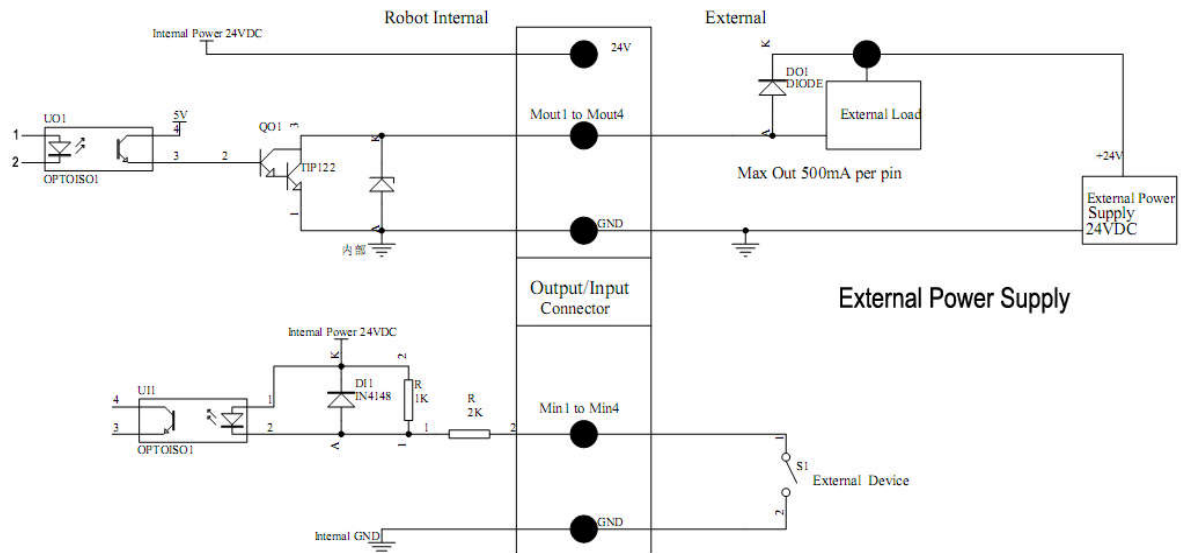 Robot Internal
External
Internal Power 24VDC
24V
K
DO1
DIODE
A
External Load
UO1
5V
4
1
2
3
2
OPTOISO1
QO1
3
TIP122
1
K
A
Mout1 to Mout4
Max Out 500mA per pin
+24V
External Power
Supply
24VDC
GND
内部
Output/Input
Connector
External Power Supply
Internal Power 24VDC
K
2
UI1
DI1
IN4148
R
1K
4
3
1
2
OPTOISO1
A
1
1
R
2K
2
Min1 to Min4
1
S1
External Device
2
GND
Internal GND